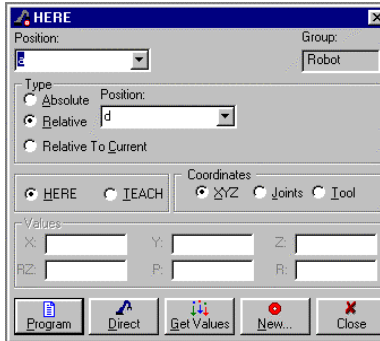 HERE
Position: Group:
a Robot
Type
Absolute Position:
Relative d
Relative To Current
HERE TEACH Coordinates
XYZ Joints Tool
Values
X: Y: Z:
RZ: P: R:
Program Direct Get Values New... Close